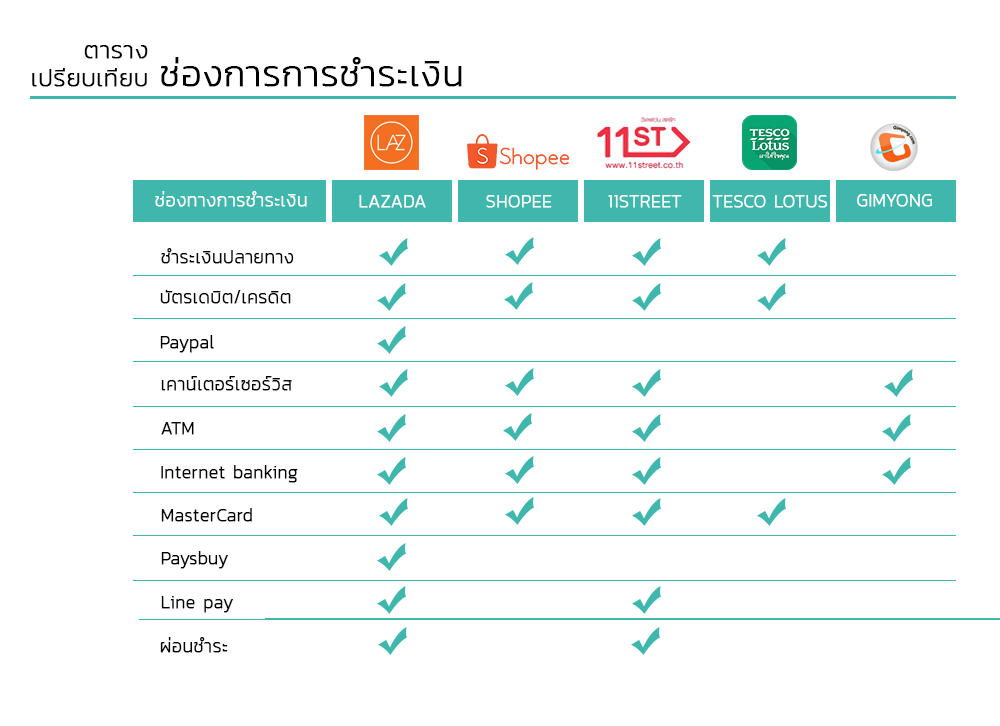 ตาราง
เปรียบเทียบ ช่องการการชำระเงิน
LAZ
S Shopee
11ST
www.11street.co.th
TESCO
Lotus
Gimyong.com
ช่องทางการชำระเงิน LAZADA SHOPEE 11STREET TESCO LOTUS GIMYONG
ชำระเงินปลายทาง
บัตรเดบิต/เครดิต
Paypal
เคาน์เตอร์เซอร์วิส
ATM
Internet banking
MasterCard
Paysbuy
Line pay
ผ่อนชำระ